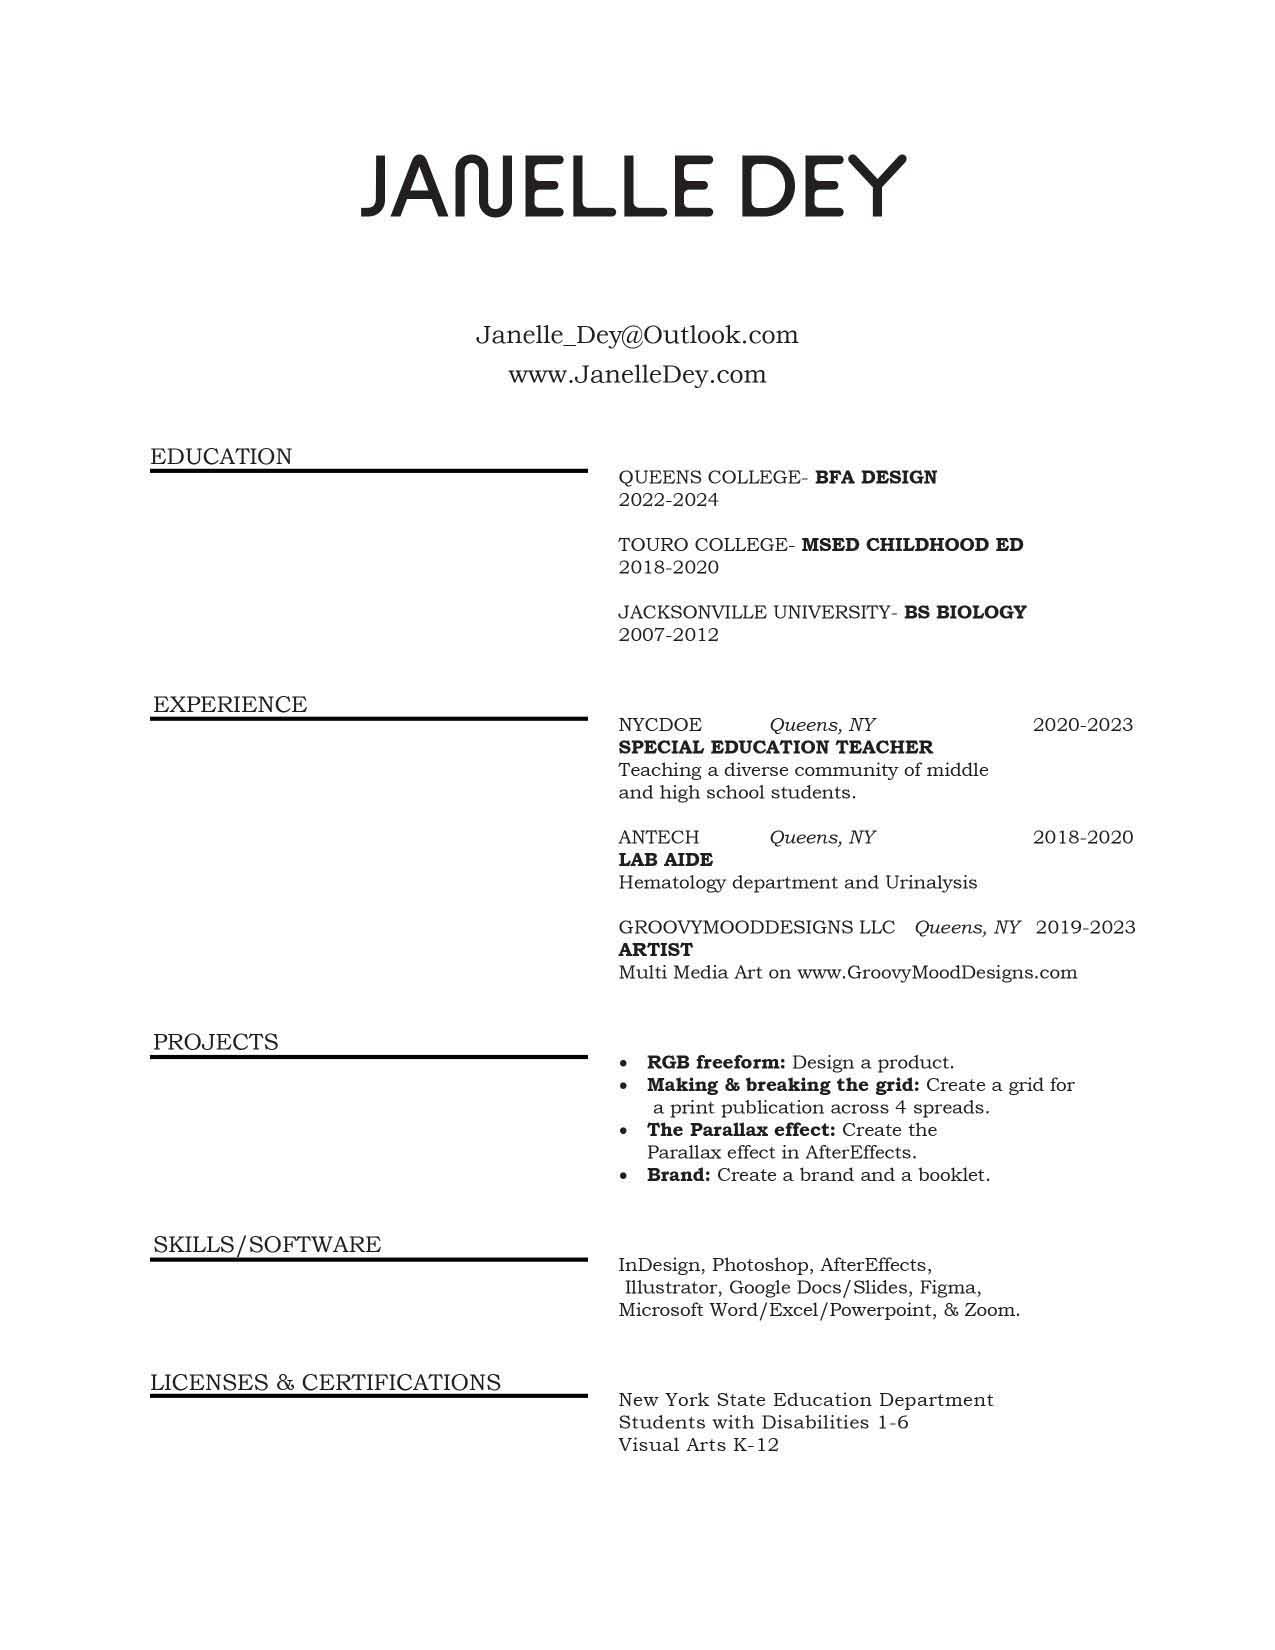 JANELLE DEY
Janelle_Dey@Outlook.com
www.JanelleDey.com
EDUCATION
QUEENS COLLEGE- BFA DESIGN
2022-2024
TOURO COLLEGE- MSED CHILDHOOD ED
2018-2020
JACKSONVILLE UNIVERSITY- BS BIOLOGY
2007-2012
EXPERIENCE
NYCDOE Queens, NY 2020-2023
SPECIAL EDUCATION TEACHER
Teaching a diverse community of middle
and high school students.
ANTECH Queens, NY 2018-2020
LAB AIDE
Hematology department and Urinalysis
GROOVYMOODDESIGNS LLC Queens, NY 2019-2023
ARTIST
Multi Media Art on www.GroovyMoodDesigns.com
PROJECTS
• RGB freeform: Design a product.
• Making & breaking the grid: Create a grid for
a print publication across 4 spreads.
• The Parallax effect: Create the
Parallax effect in AfterEffects.
• Brand: Create a brand and a booklet.
SKILLS/SOFTWARE
InDesign, Photoshop, AfterEffects,
Illustrator, Google Docs/Slides, Figma,
Microsoft Word/Excel/Powerpoint, & Zoom.
LICENSES & CERTIFICATIONS
New York State Education Department
Students with Disabilities 1-6
Visual Arts K-12